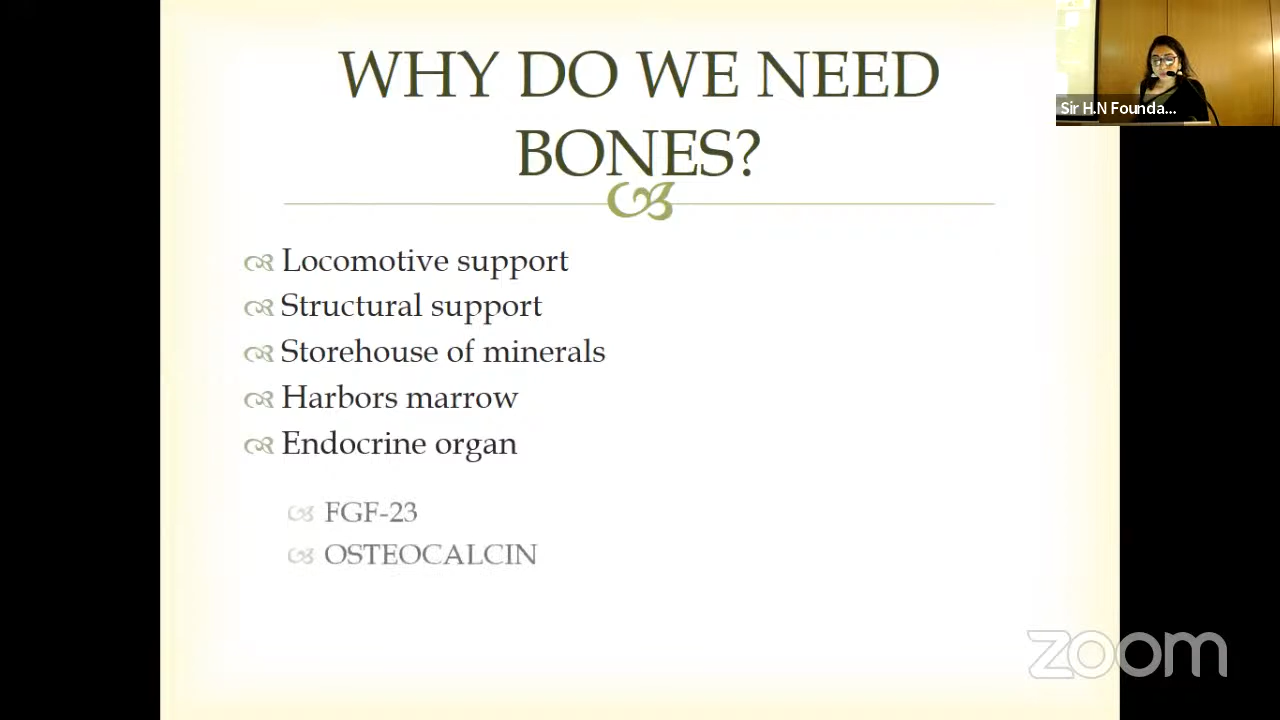 WHY DO WE NEED
BONES?
Sir H.N Founda...
Locomotive support
Structural support
Storehouse of minerals
Harbors marrow
Endocrine organ
FGF-23
OSTEOCALCIN
zoom